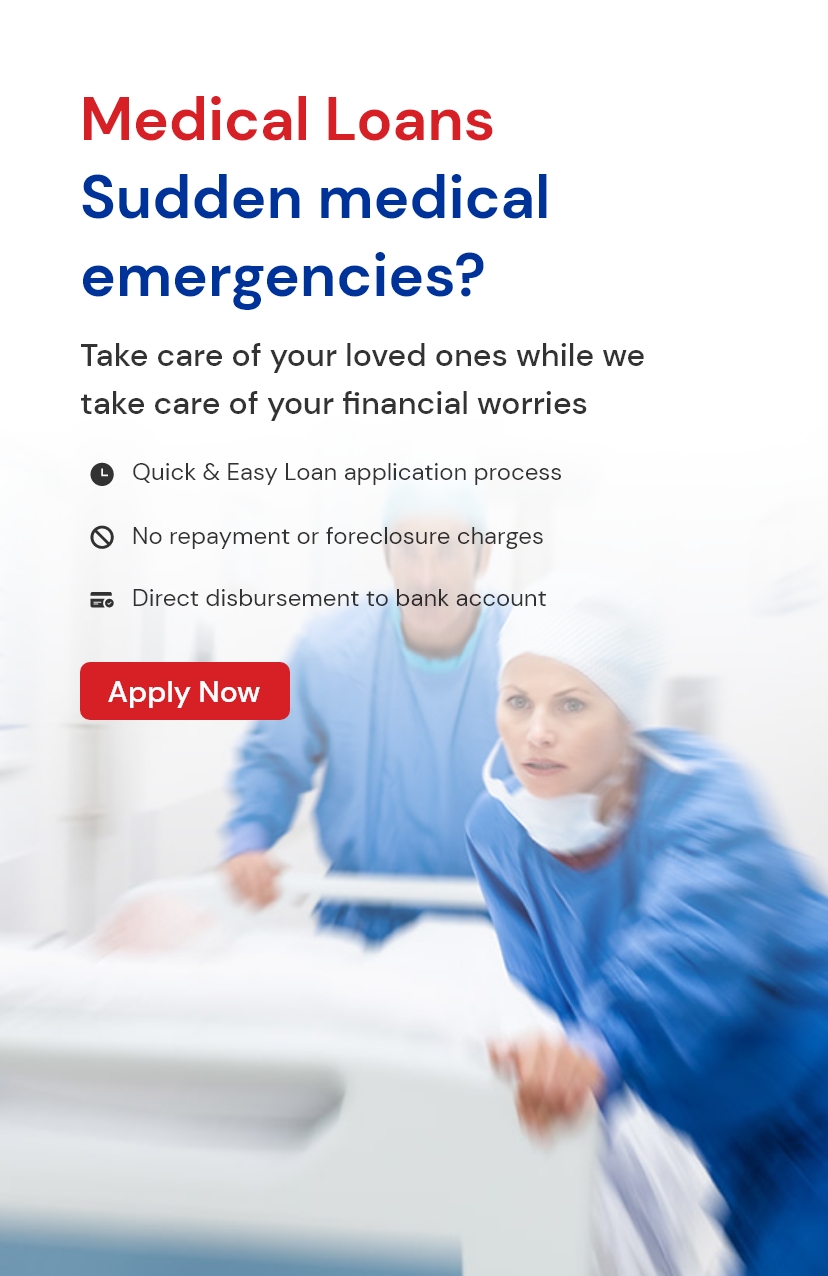 Medical Loans
Sudden medical
emergencies?
Take care of your loved ones while we
take care of your financial worries
Quick & Easy Loan application process
No repayment or foreclosure charges
Direct disbursement to bank account
Apply Now